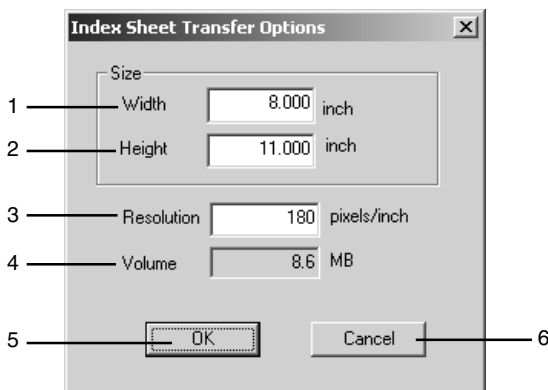 Index Sheet Transfer Options
Size
1 Width 8.000 inch
2 Height 11.000 inch
3 Resolution 180 pixels/inch
4 Volume 8.6 MB
5 OK Cancel 6